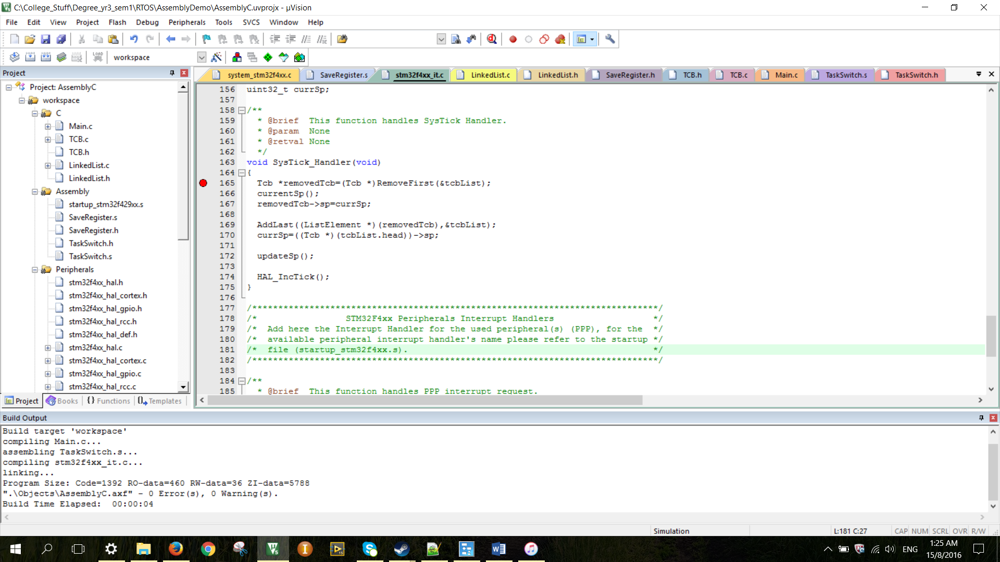 C:\College_Stuff\Degree_yr3_sem1\RTOS\AssemblyDemo\AssemblyC.uvprojx - µVision
File Edit View Project Flash Debug Peripherals Tools SVCS Window Help
LOAD workspace
Project
Project: AssemblyC
workspace
C
Main.c
TCB.c
TCB.h
LinkedList.c
LinkedList.h
Assembly
startup_stm32f429xx.s
SaveRegister.s
SaveRegister.h
TaskSwitch.h
TaskSwitch.s
Peripherals
stm32f4xx_hal.h
stm32f4xx_hal_cortex.h
stm32f4xx_hal_gpio.h
stm32f4xx_hal_rcc.h
stm32f4xx_hal_def.h
stm32f4xx_hal.c
stm32f4xx_hal_cortex.c
stm32f4xx_hal_gpio.c
stm32f4xx_hal_rcc.c
Project Books {} Functions Templates
system_stm32f4xx.c SaveRegister.s stm32f4xx_it.c LinkedList.c LinkedList.h SaveRegister.h TCB.h TCB.c Main.c TaskSwitch.s TaskSwitch.h
156 uint32_t currSp;
157
158 /**
159 * @brief  This function handles SysTick Handler.
160 * @param  None
161 * @retval None
162 */
163 void SysTick_Handler(void)
164 {
165 Tcb *removedTcb=(Tcb *)RemoveFirst(&tcbList);
166 currentSp();
167 removedTcb->sp=currSp;
168
169 AddLast((ListElement *)(removedTcb),&tcbList);
170 currSp=((Tcb *)(tcbList.head))->sp;
171
172 updateSp();
173
174 HAL_IncTick();
175 }
176
177 /******************************************************************************/
178 /*                 STM32F4xx Peripherals Interrupt Handlers                   */
179 /*  Add here the Interrupt Handler for the used peripheral(s) (PPP), for the  */
180 /*  available peripheral interrupt handler's name please refer to the startup */
181 /*  file (startup_stm32f4xx.s).                                               */
182 /******************************************************************************/
183
184 /**
185 * @brief  This function handles PPP interrupt request.
Build Output
Build target 'workspace'
compiling Main.c...
assembling TaskSwitch.s...
compiling stm32f4xx_it.c...
linking...
Program Size: Code=1392 RO-data=460 RW-data=36 ZI-data=5788
".\Objects\AssemblyC.axf" - 0 Error(s), 0 Warning(s).
Build Time Elapsed:  00:00:04
Simulation L:181 C:27 CAP NUM SCRL OVR R/W
ENG 1:25 AM
15/8/2016